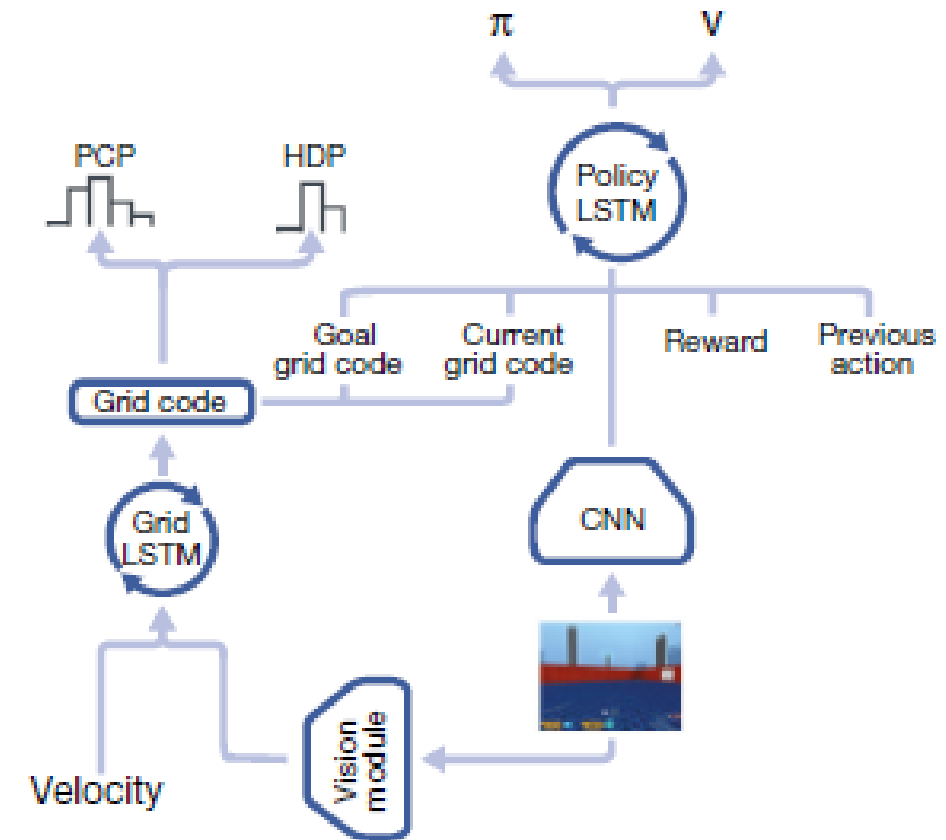 π
V
PCP
HDP
Policy
LSTM
Goal
grid code
Current
grid code
Reward
Previous
action
Grid code
Grid
LSTM
CNN
Vision
module
Velocity